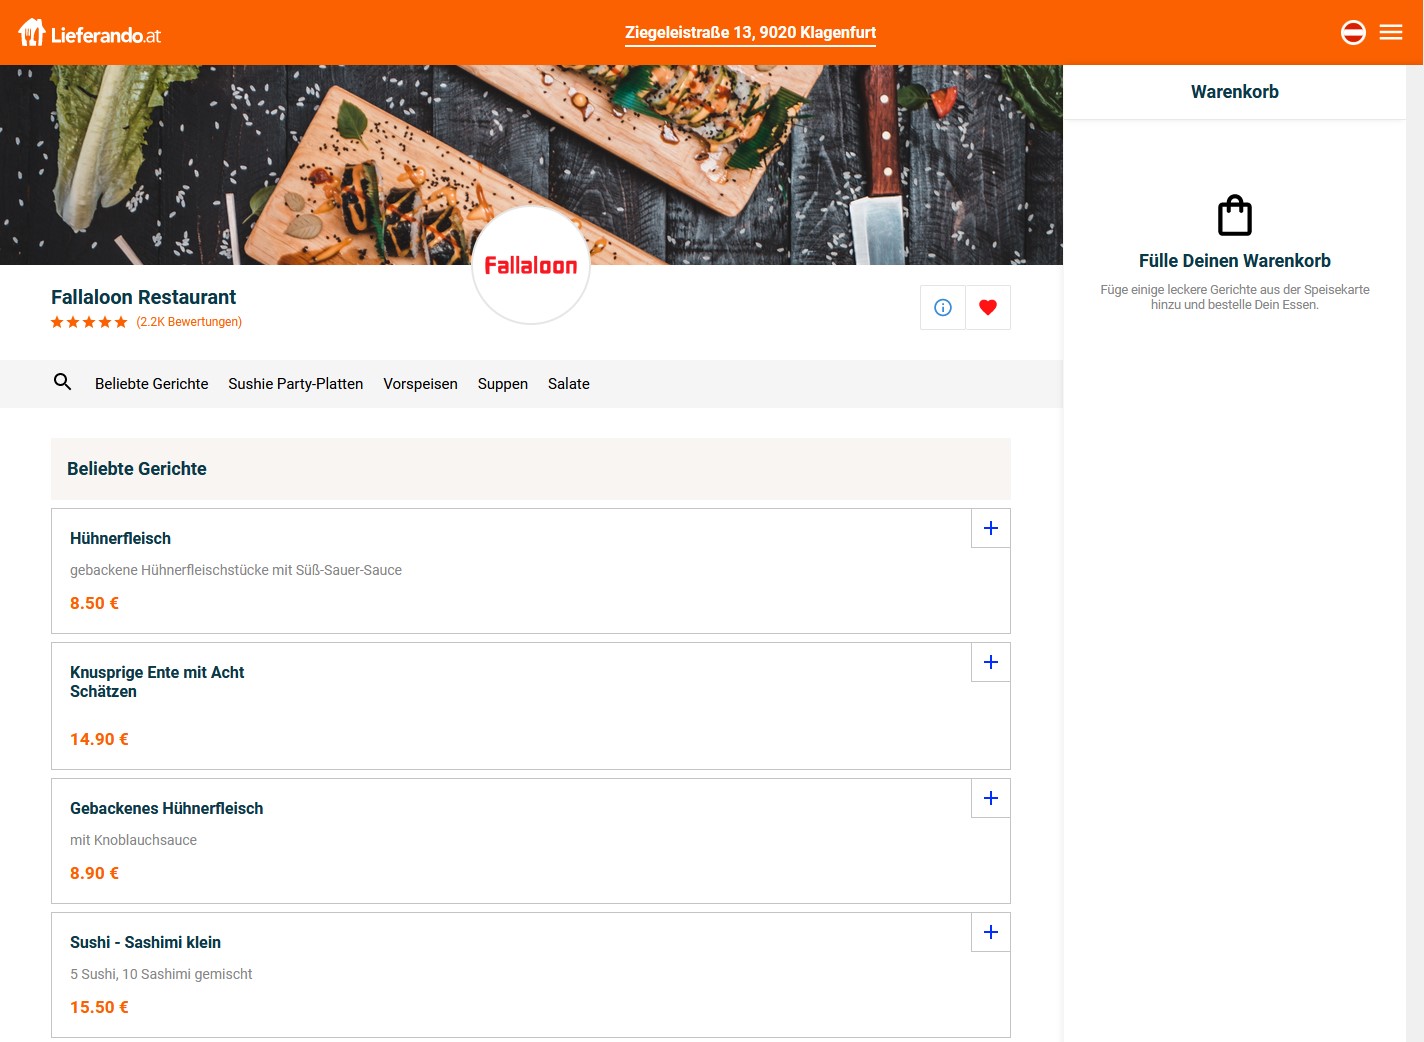 Lieferando.at
Ziegeleistraße 13, 9020 Klagenfurt
Warenkorb
Fülle Deinen Warenkorb
Füge einige leckere Gerichte aus der Speisekarte
hinzu und bestelle Dein Essen.
Fallaloon
Fallaloon Restaurant
(2.2K Bewertungen)
Beliebte Gerichte Sushie Party-Platten Vorspeisen Suppen Salate
Beliebte Gerichte
Hühnerfleisch
gebackene Hühnerfleischstücke mit Süß-Sauer-Sauce
8.50 €
Knusprige Ente mit Acht
Schätzen
14.90 €
Gebackenes Hühnerfleisch
mit Knoblauchsauce
8.90 €
Sushi - Sashimi klein
5 Sushi, 10 Sashimi gemischt
15.50 €